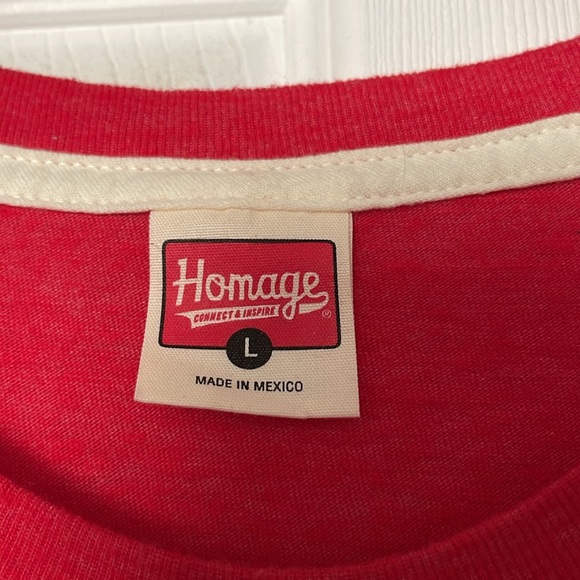 Homage
CONNECT & INSPIRE
®
L
MADE IN MEXICO